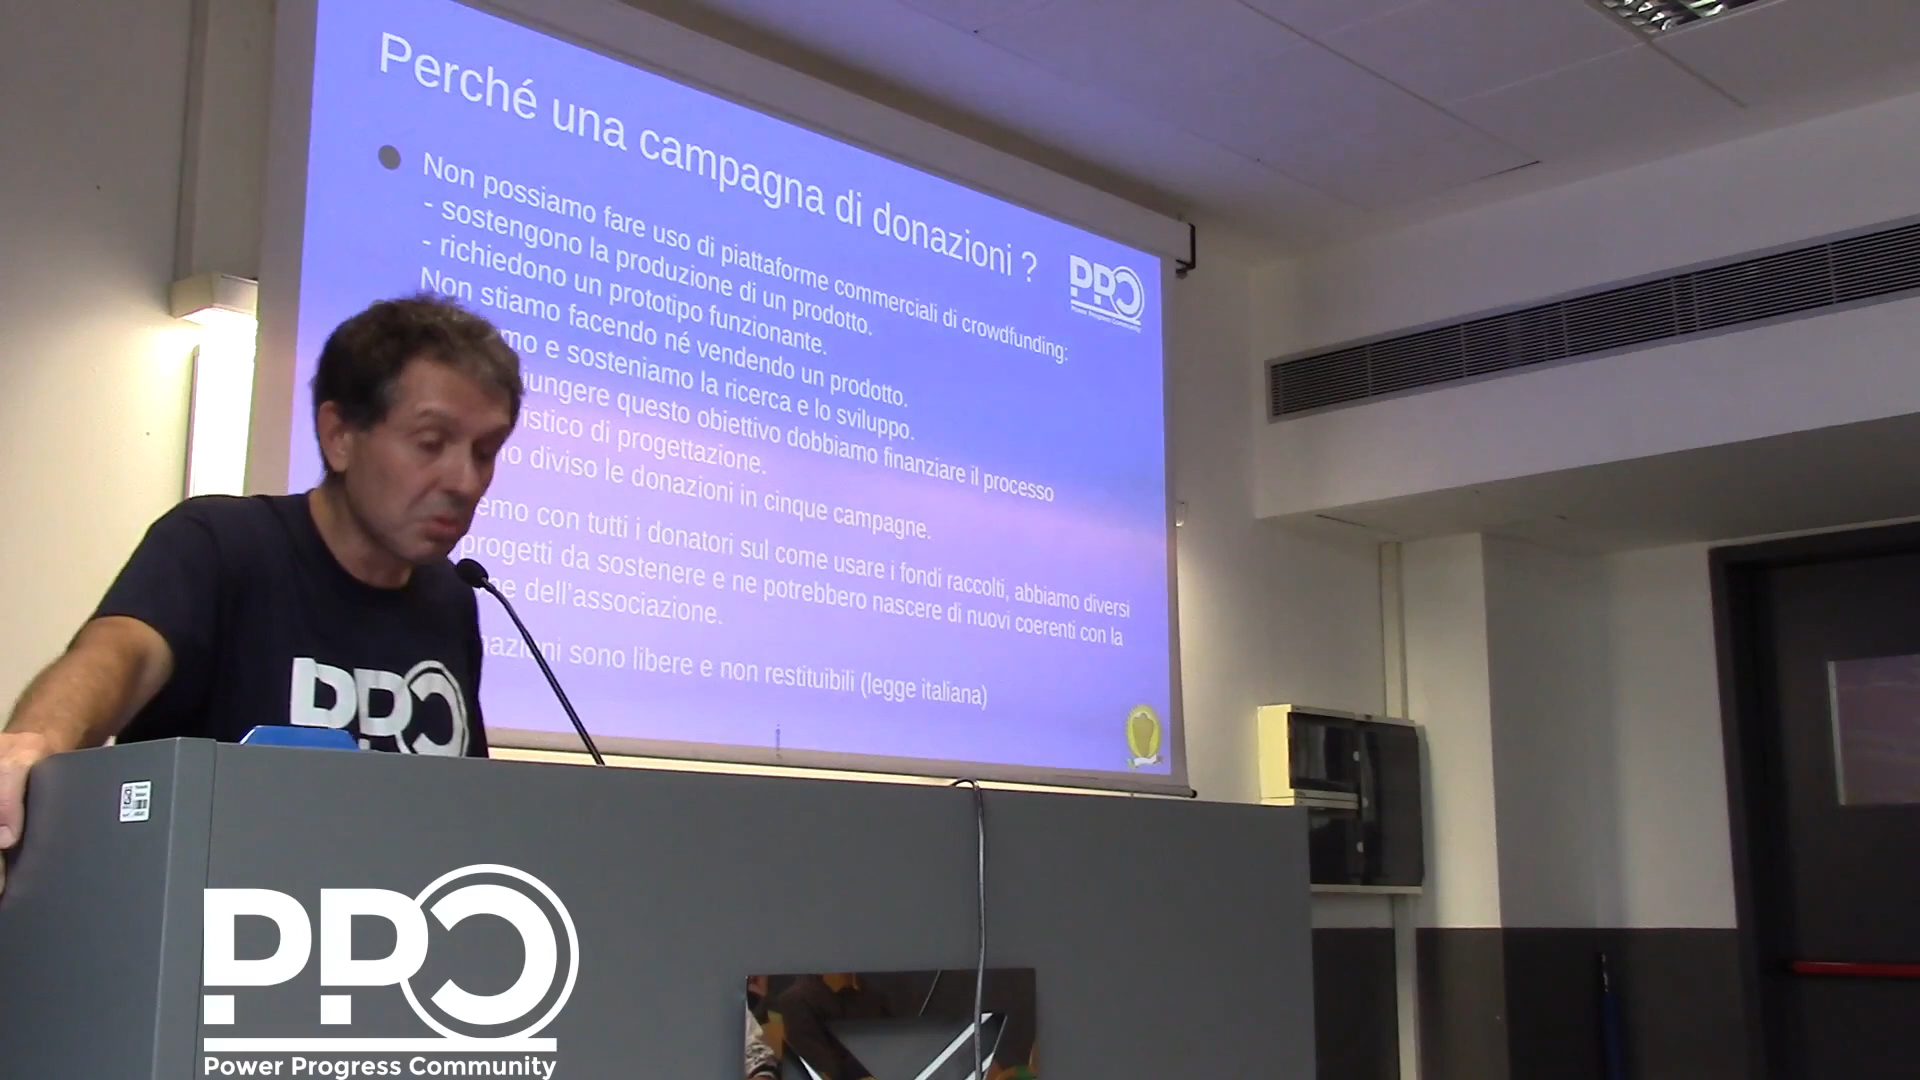 Perché una campagna di donazioni ?
Non possiamo fare uso di piattaforme commerciali di crowdfunding:
- sostengono la produzione di un prodotto.
- richiedono un prototipo funzionante.
Non stiamo facendo né vendendo un prodotto.
e sosteniamo la ricerca e lo sviluppo.
questo obiettivo dobbiamo finanziare il processo
di progettazione.
diviso le donazioni in cinque campagne.
con tutti i donatori sul come usare i fondi raccolti, abbiamo diversi
progetti da sostenere e ne potrebbero nascere di nuovi coerenti con la
dell'associazione.
sono libere e non restituibili (legge italiana)
PPC
Power Progress Community
PPC
PPC
Power Progress Community